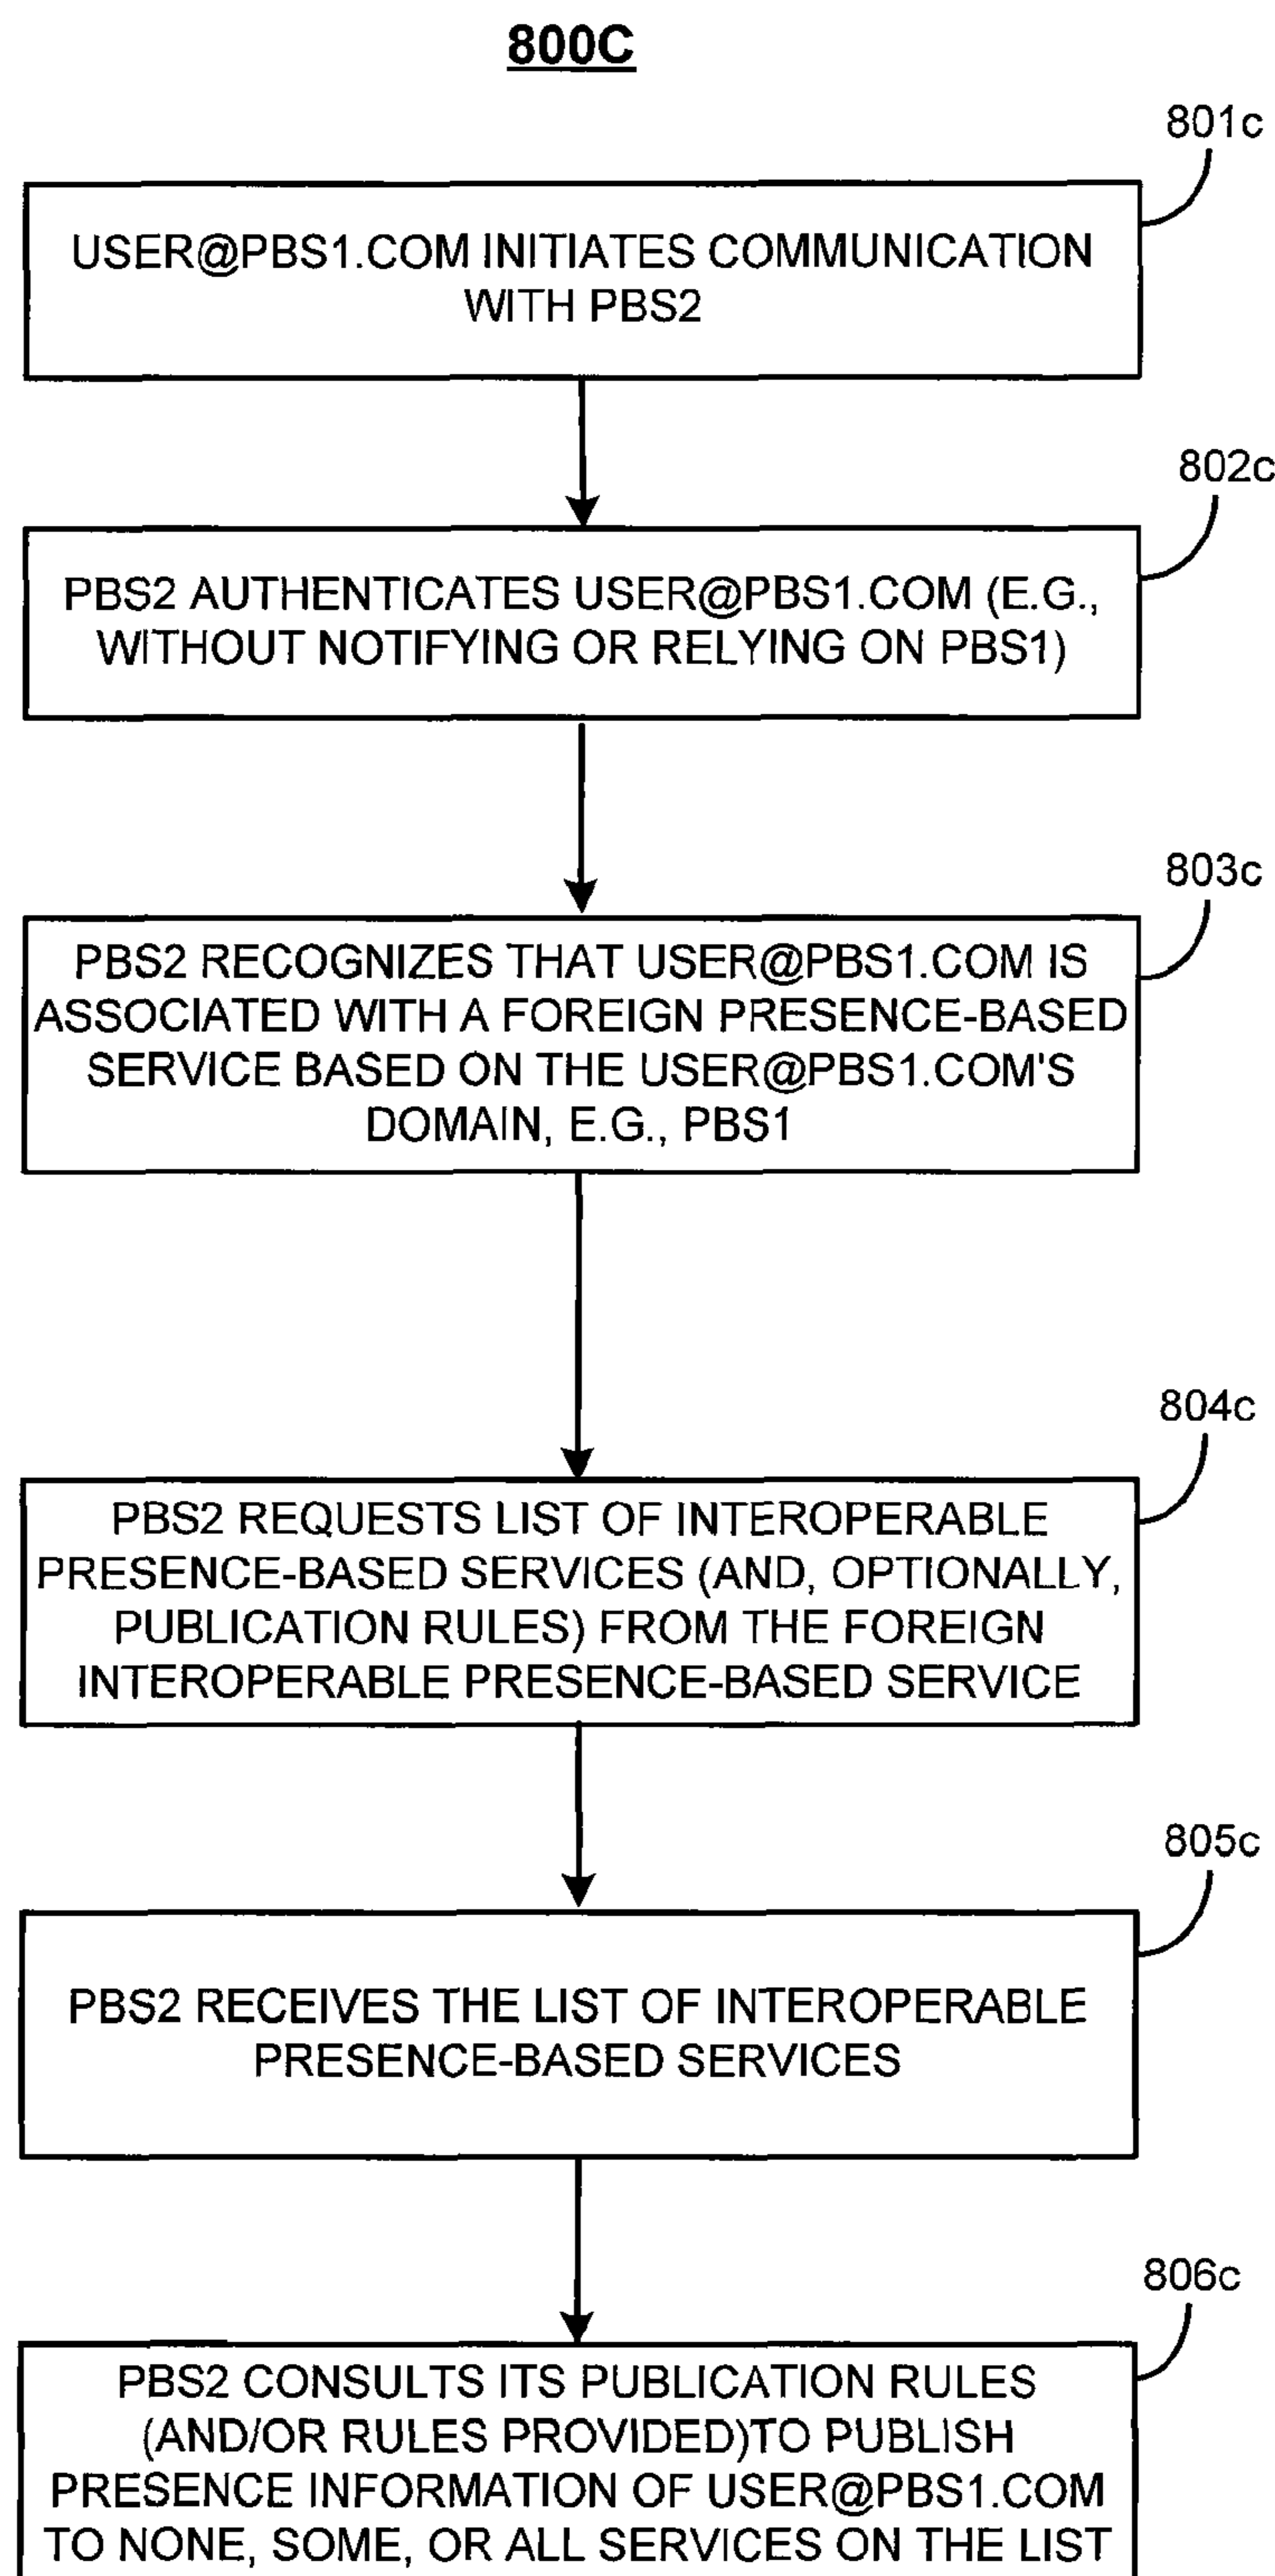 800C
801c
USER@PBS1.COM INITIATES COMMUNICATION
WITH PBS2
802c
PBS2 AUTHENTICATES USER@PBS1.COM (E.G.,
WITHOUT NOTIFYING OR RELYING ON PBS1)
803c
PBS2 RECOGNIZES THAT USER@PBS1.COM IS
ASSOCIATED WITH A FOREIGN PRESENCE-BASED
SERVICE BASED ON THE USER@PBS1.COM'S
DOMAIN, E.G., PBS1
804c
PBS2 REQUESTS LIST OF INTEROPERABLE
PRESENCE-BASED SERVICES (AND, OPTIONALLY,
PUBLICATION RULES) FROM THE FOREIGN
INTEROPERABLE PRESENCE-BASED SERVICE
805c
PBS2 RECEIVES THE LIST OF INTEROPERABLE
PRESENCE-BASED SERVICES
806c
PBS2 CONSULTS ITS PUBLICATION RULES
(AND/OR RULES PROVIDED)TO PUBLISH
PRESENCE INFORMATION OF USER@PBS1.COM
TO NONE, SOME, OR ALL SERVICES ON THE LIST